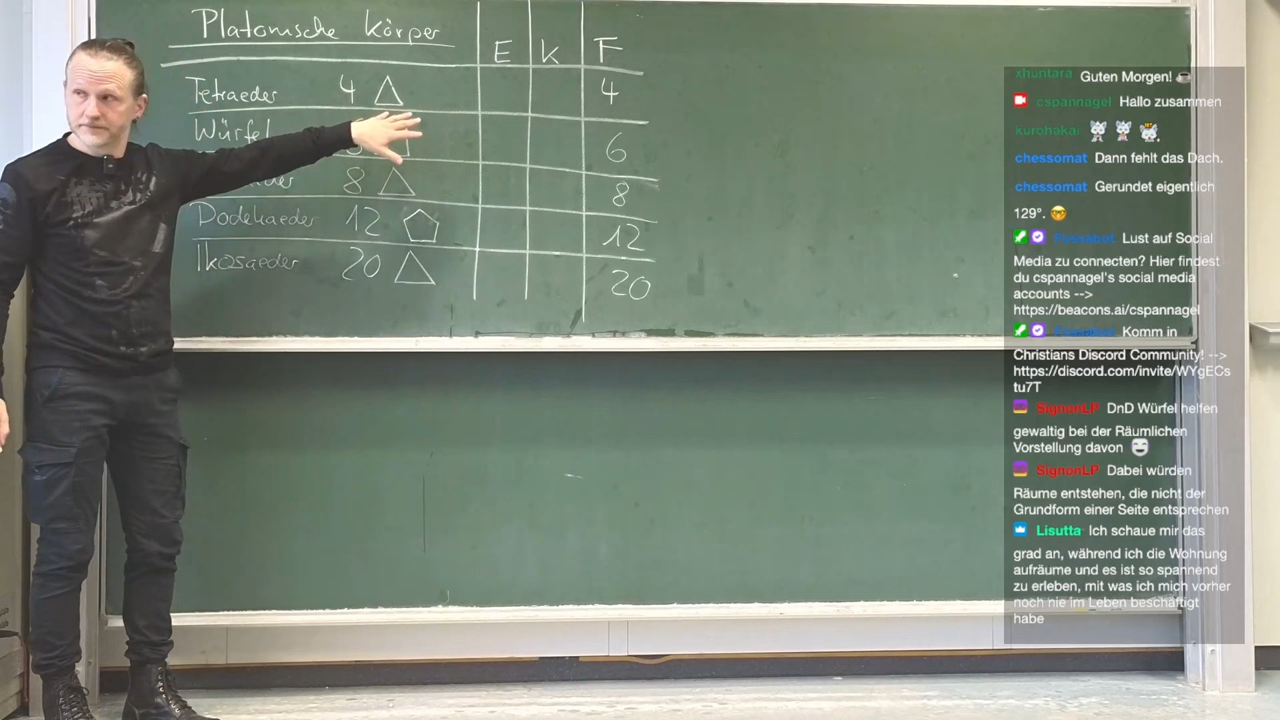 Platonische Körper
E K F
Tetraeder 4 4
Würfel 6
8 8
Dodekaeder 12 12
Ikosaeder 20 20
xhuntara Guten Morgen!
cspannagel Hallo zusammen
kurohakai
chessomat Dann fehlt das Dach.
chessomat Gerundet eigentlich
129°.
Fossabot Lust auf Social
Media zu connecten? Hier findest
du cspannagel's social media
accounts -->
https://beacons.ai/cspannagel
Fossabot Komm in
Christians Discord Community! -->
https://discord.com/invite/WYgECs
tu7T
SignonLP DnD Würfel helfen
gewaltig bei der Räumlichen
Vorstellung davon
SignonLP Dabei würden
Räume entstehen, die nicht der
Grundform einer Seite entsprechen
Lisutta Ich schaue mir das
grad an, während ich die Wohnung
aufräume und es ist so spannend
zu erleben, mit was ich mich vorher
noch nie im Leben beschäftigt
habe